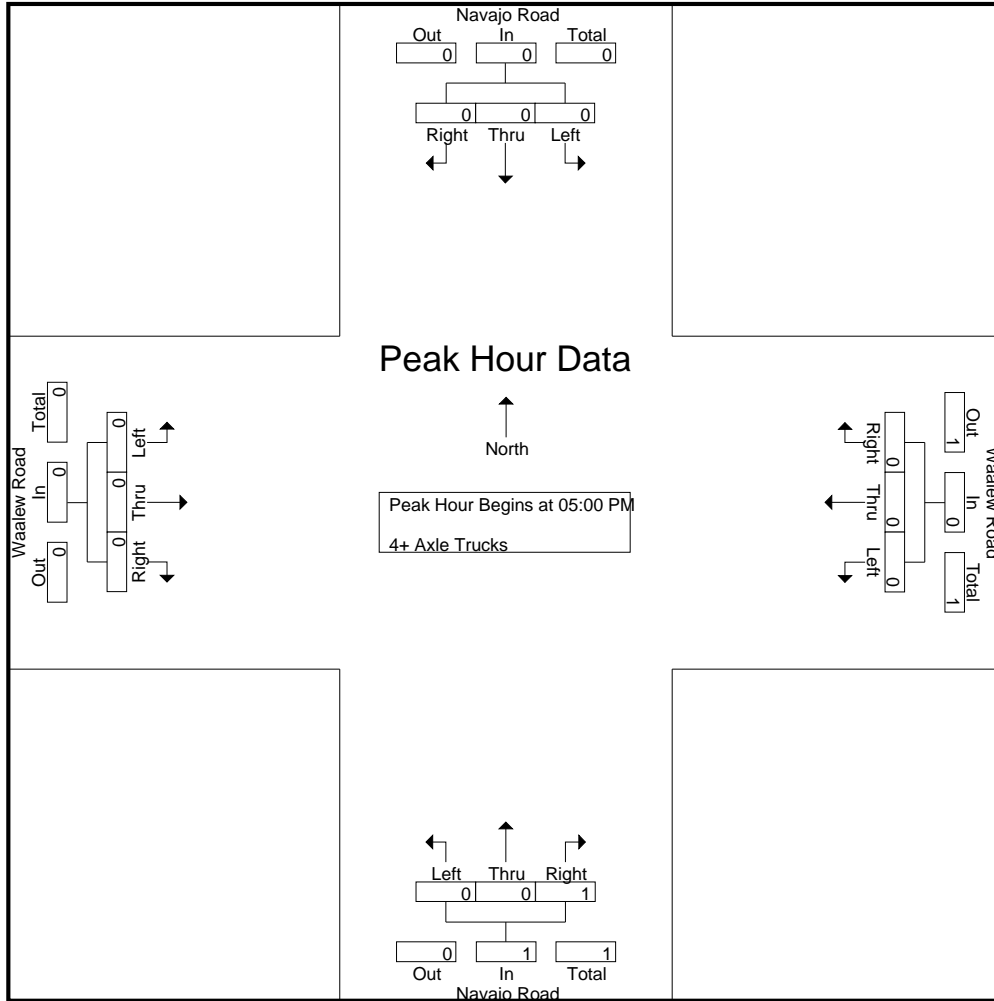 Navajo Road
Out In Total
0 0 0
0 0 0
Right Thru Left
Peak Hour Data
North
Peak Hour Begins at 05:00 PM
4+ Axle Trucks
Waalew Road
Total In Out
0 0 0
0 0 0
Left Thru Right
Waalew Road
Out In Total
1 0 1
Right Thru Left
0 0 0
Left Thru Right
0 0 1
0 1 1
Out In Total
Navajo Road